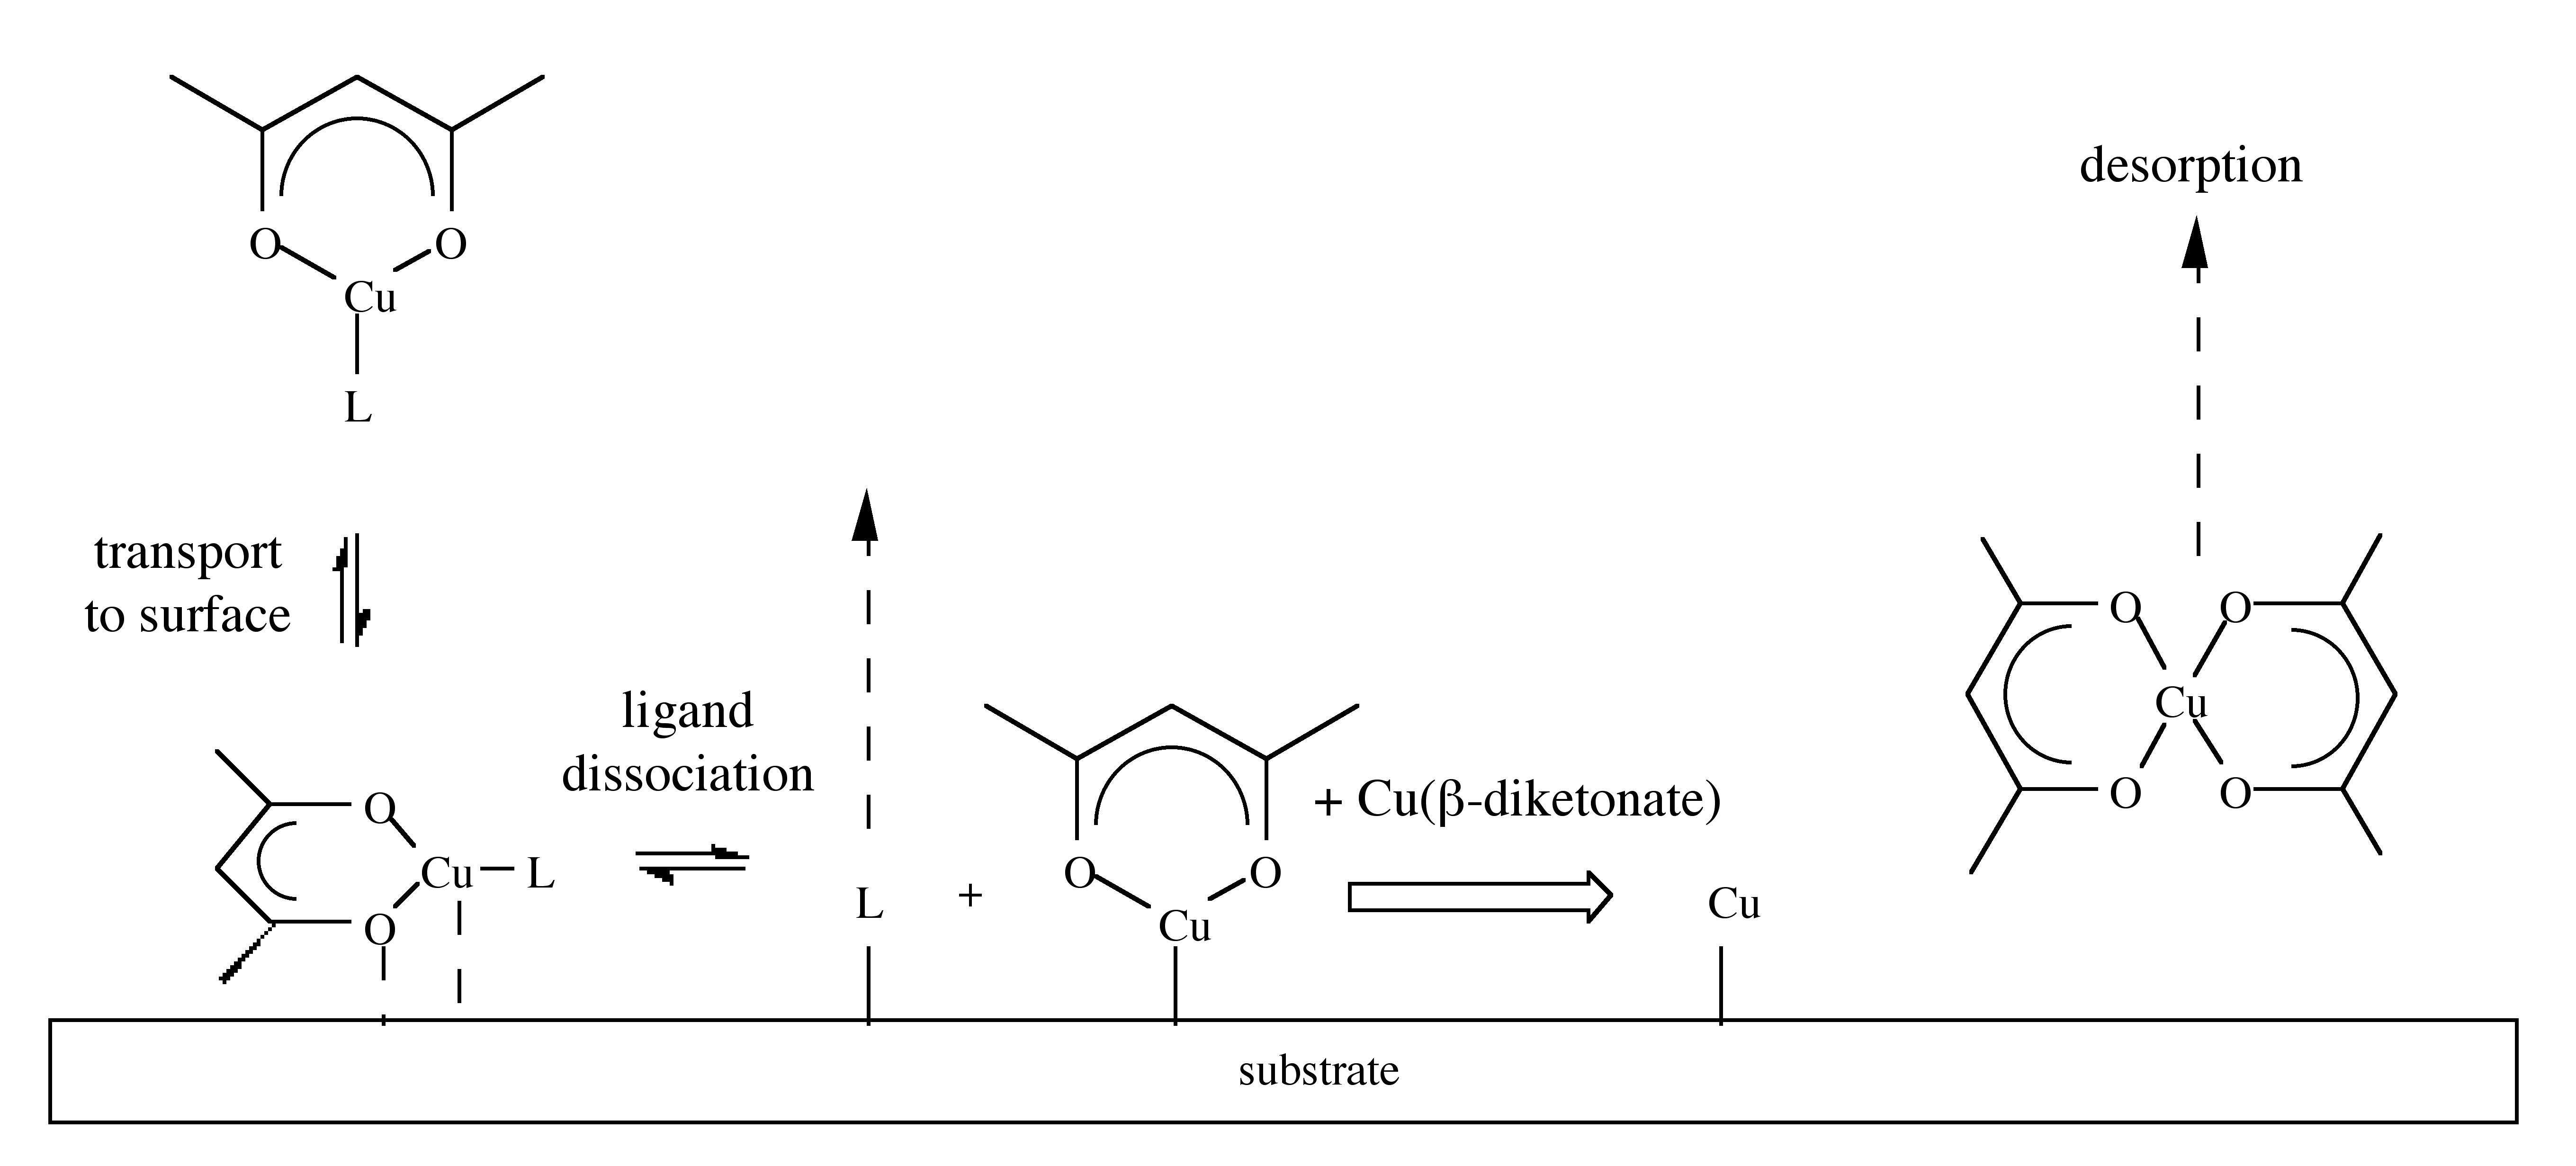 O O
Cu
L
desorption
transport
to surface
ligand
dissociation
O
Cu L
O
L + O O
Cu
+ Cu(β-diketonate)
Cu
O O
Cu
O O
substrate